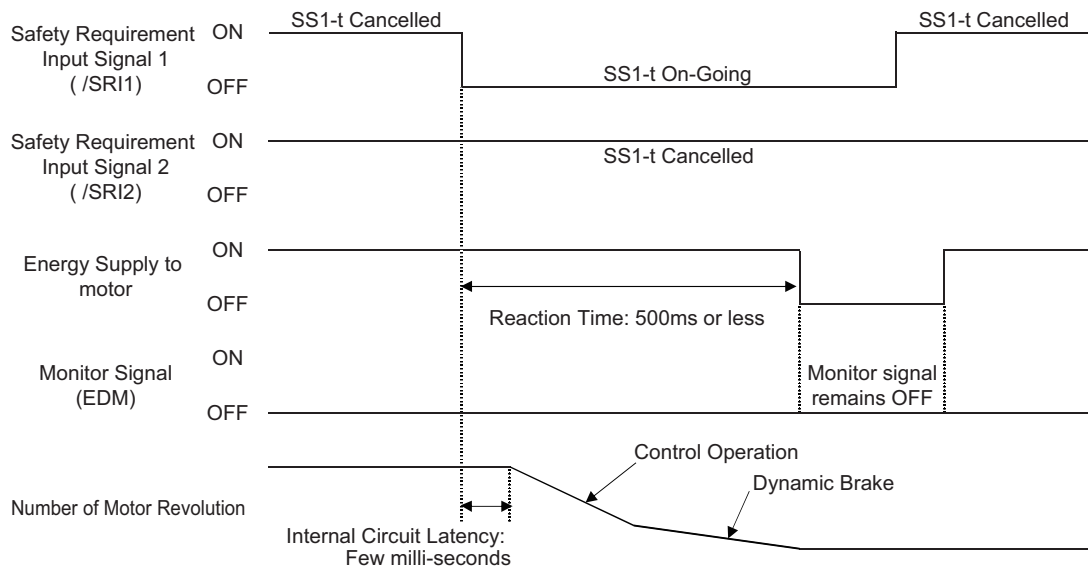 SS1-t Cancelled
SS1-t Cancelled
Safety Requirement
Input Signal 1
( /SRI1)
ON
OFF
SS1-t On-Going
Safety Requirement
Input Signal 2
( /SRI2)
ON
OFF
SS1-t Cancelled
Energy Supply to
motor
ON
OFF
Reaction Time: 500ms or less
Monitor Signal
(EDM)
ON
OFF
Monitor signal
remains OFF
Number of Motor Revolution
Control Operation
Dynamic Brake
Internal Circuit Latency:
Few milli-seconds